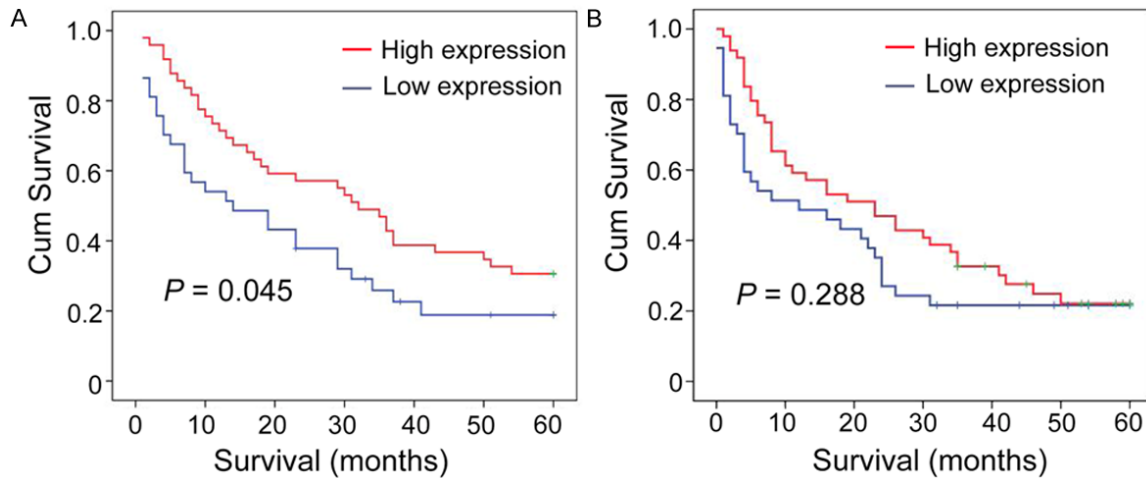 A
1.0
0.8
0.6
0.4
0.2
0
Cum Survival
High expression
Low expression
P = 0.045
0 10 20 30 40 50 60
Survival (months)
B
1.0
0.8
0.6
0.4
0.2
0
Cum Survival
High expression
Low expression
P = 0.288
0 10 20 30 40 50 60
Survival (months)